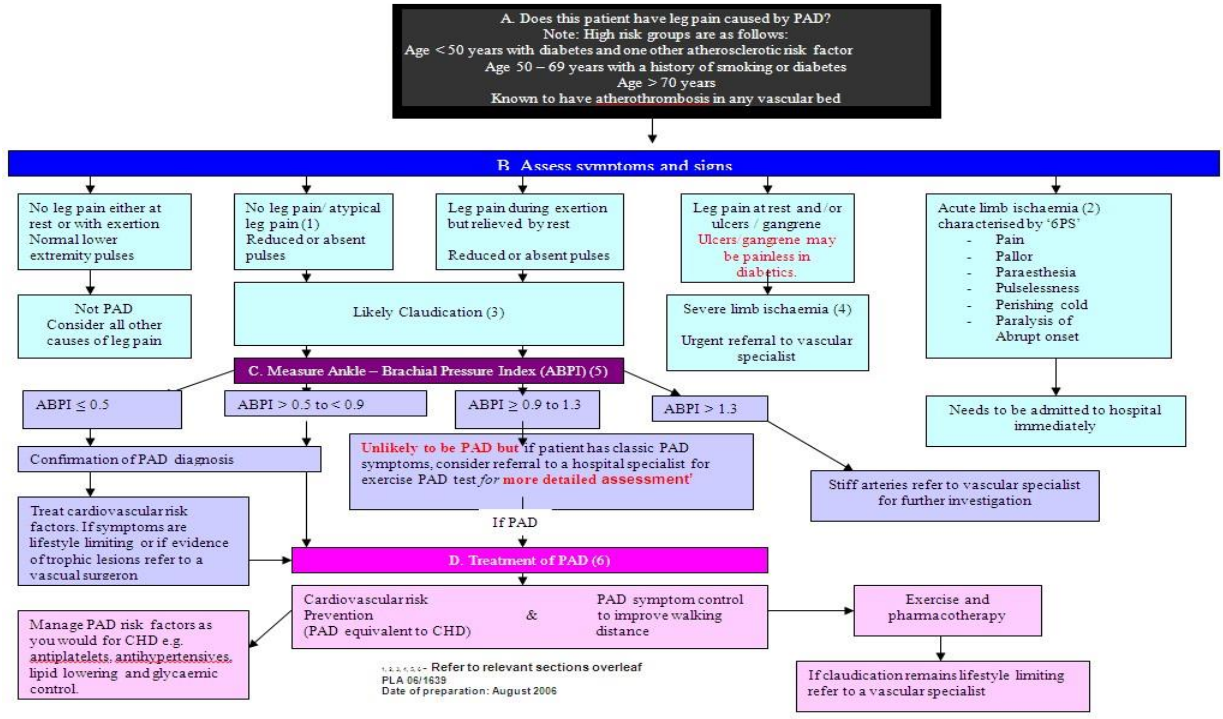 A. Does this patient have leg pain caused by PAD?
Note: High risk groups are as follows:
Age < 50 years with diabetes and one other atherosclerotic risk factor
Age 50 – 69 years with a history of smoking or diabetes
Age > 70 years
Known to have atherothrombosis in any vascular bed
B. Assess symptoms and signs
No leg pain either at
rest or with exertion
Normal lower
extremity pulses
No leg pain/ atypical
leg pain (1)
Reduced or absent
pulses
Leg pain during exertion
but relieved by rest
Reduced or absent pulses
Leg pain at rest and/or
ulcers / gangrene
Ulcers/gangrene may
be painless in
diabetics.
Acute limb ischaemia (2)
characterised by ‘6PS’
- Pain
- Pallor
- Paraesthesia
- Pulselessness
- Perishing cold
- Paralysis of
Abrupt onset
Not PAD
Consider all other
causes of leg pain
Likely Claudication (3)
Severe limb ischaemia (4)
Urgent referral to vascular
specialist
Needs to be admitted to hospital
immediately
C. Measure Ankle – Brachial Pressure Index (ABPI) (5)
ABPI ≤ 0.5
ABPI > 0.5 to < 0.9
ABPI ≥ 0.9 to 1.3
ABPI > 1.3
Confirmation of PAD diagnosis
Unlikely to be PAD but if patient has classic PAD
symptoms, consider referral to a hospital specialist for
exercise PAD test for more detailed assessment’
Stiff arteries refer to vascular specialist
for further investigation
Treat cardiovascular risk
factors. If symptoms are
lifestyle limiting or if evidence
of trophic lesions refer to a
vascual surgeron
If PAD
D. Treatment of PAD (6)
Cardiovascular risk
Prevention
(PAD equivalent to CHD)
&
PAD symptom control
to improve walking
distance
Exercise and
pharmacotherapy
Manage PAD risk factors as
you would for CHD e.g.
antiplatelets, antihypertensives,
lipid lowering and glycaemic
control.
If claudication remains lifestyle limiting
refer to a vascular specialist
1, 2, 3, 4, 5, 6 – Refer to relevant sections overleaf
PLA 06/1639
Date of preparation: August 2006